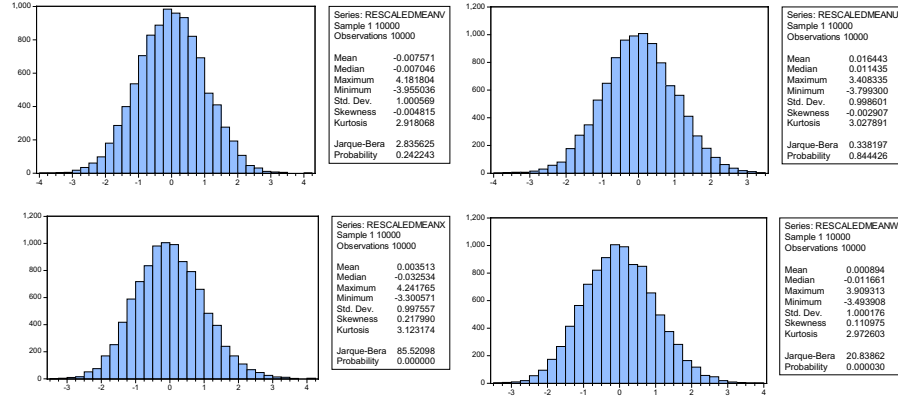 1,000
800
600
400
200
0
-4 -3 -2 -1 0 1 2 3 4
Series: RESCALEDMEANV
Sample 1 10000
Observations 10000
Mean -0.007571
Median -0.007046
Maximum 4.181804
Minimum -3.955036
Std. Dev. 1.000569
Skewness -0.004815
Kurtosis 2.918068
Jarque-Bera 2.835625
Probability 0.242243
1,200
1,000
800
600
400
200
0
-3 -2 -1 0 1 2 3
Series: RESCALEDMEANU
Sample 1 10000
Observations 10000
Mean 0.016443
Median 0.011435
Maximum 3.408335
Minimum -3.799300
Std. Dev. 0.998601
Skewness -0.002907
Kurtosis 3.027891
Jarque-Bera 0.338197
Probability 0.844426
1,200
1,000
800
600
400
200
0
-3 -2 -1 0 1 2 3 4
Series: RESCALEDMEANX
Sample 1 10000
Observations 10000
Mean 0.003513
Median -0.032534
Maximum 4.241765
Minimum -3.300571
Std. Dev. 0.997557
Skewness 0.217990
Kurtosis 3.123174
Jarque-Bera 85.52098
Probability 0.000000
1,200
1,000
800
600
400
200
0
-3 -2 -1 0 1 2 3 4
Series: RESCALEDMEANW
Sample 1 10000
Observations 10000
Mean 0.000894
Median -0.011661
Maximum 3.909313
Minimum -3.493908
Std. Dev. 1.000176
Skewness 0.110975
Kurtosis 2.972603
Jarque-Bera 20.83862
Probability 0.000030